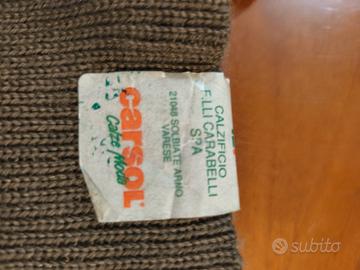 CALZIFICIO
F.LLI CARABELLI
S.P.A
21048 SOLBIATE ARNO
VARESE
carsol
Calze Moda
subito